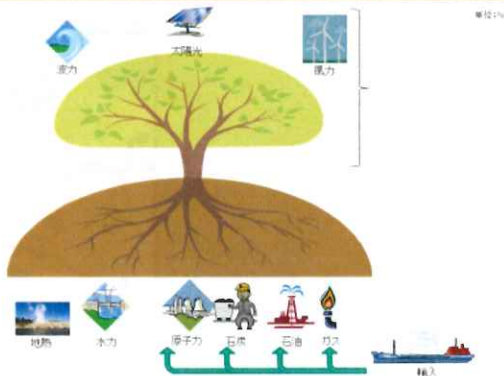 単位:%
波力
太陽光
風力
地熱
水力
原子力
石炭
石油
ガス
輸入